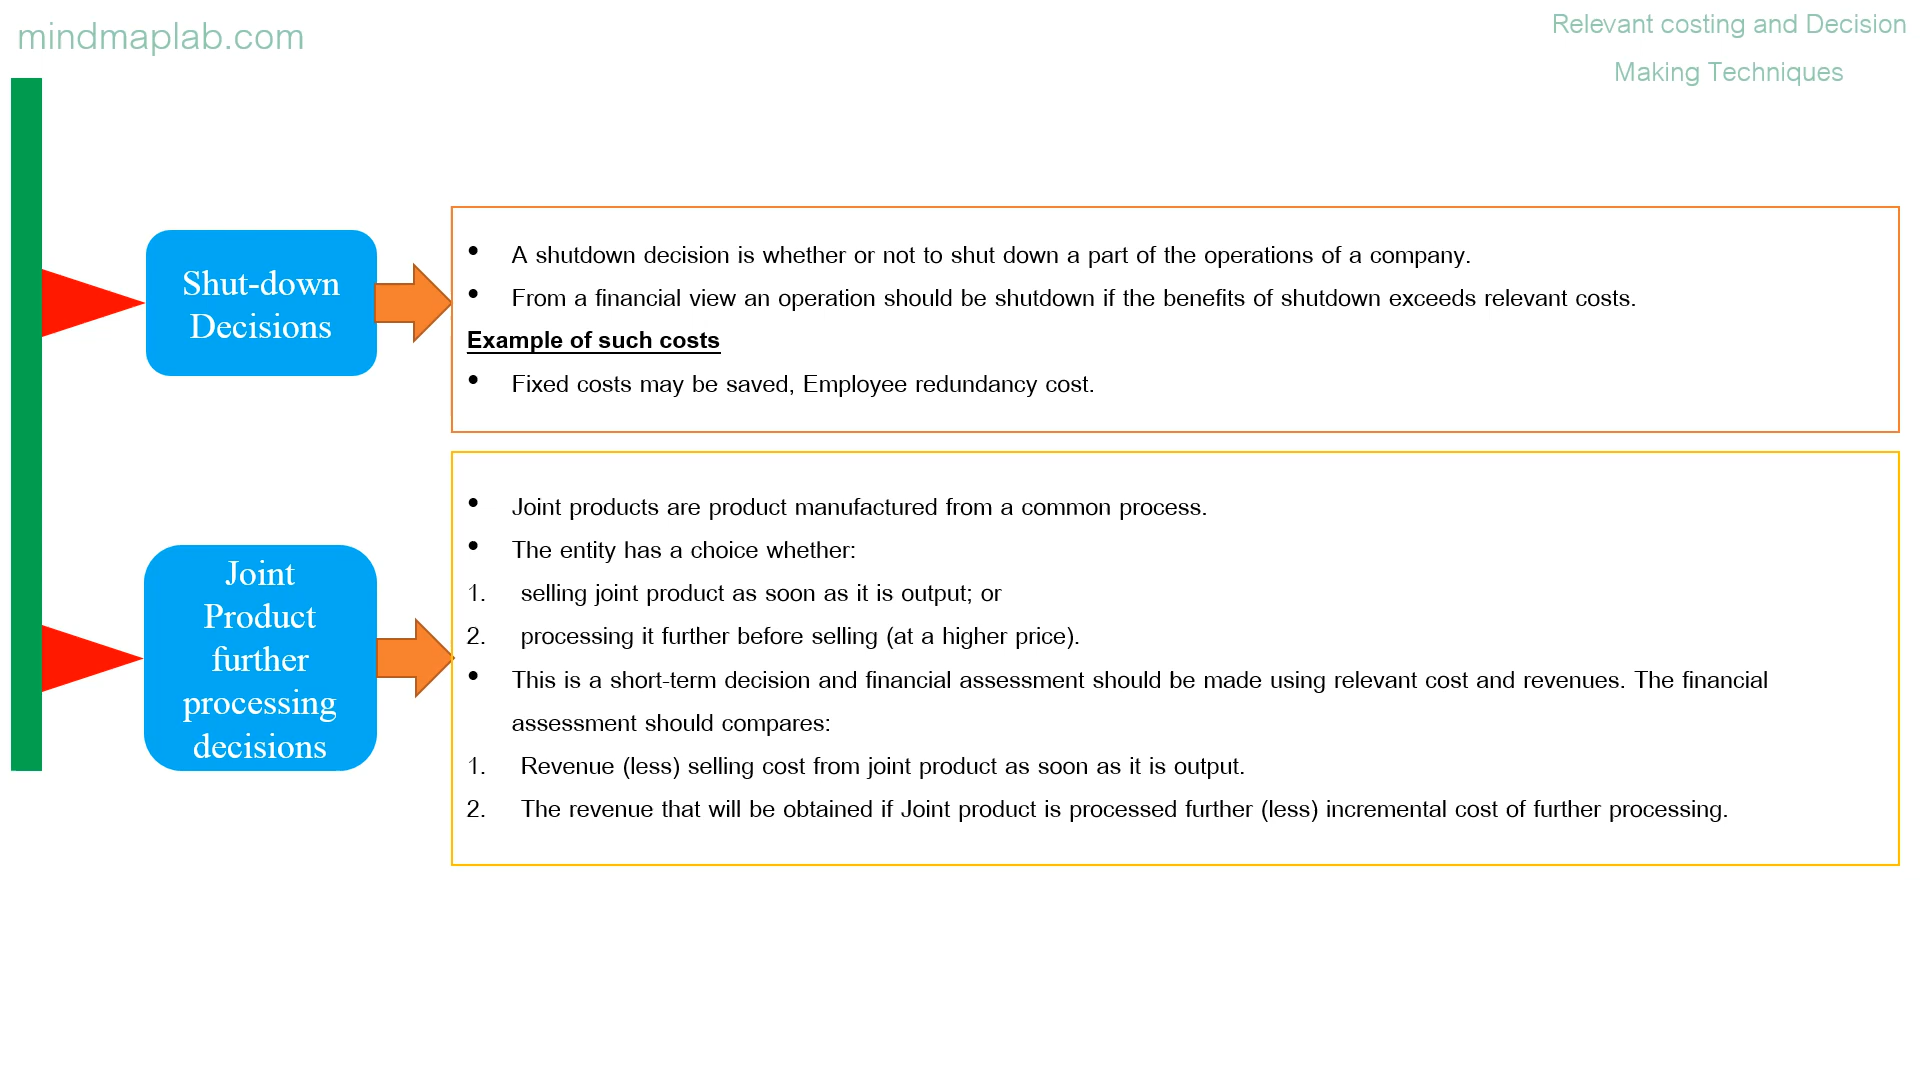 mindmaplab.com
Relevant costing and Decision
Making Techniques
Shut-down
Decisions
• A shutdown decision is whether or not to shut down a part of the operations of a company.
• From a financial view an operation should be shutdown if the benefits of shutdown exceeds relevant costs.
Example of such costs
• Fixed costs may be saved, Employee redundancy cost.
Joint
Product
further
processing
decisions
• Joint products are product manufactured from a common process.
• The entity has a choice whether:
1. selling joint product as soon as it is output; or
2. processing it further before selling (at a higher price).
• This is a short-term decision and financial assessment should be made using relevant cost and revenues. The financial
assessment should compares:
1. Revenue (less) selling cost from joint product as soon as it is output.
2. The revenue that will be obtained if Joint product is processed further (less) incremental cost of further processing.